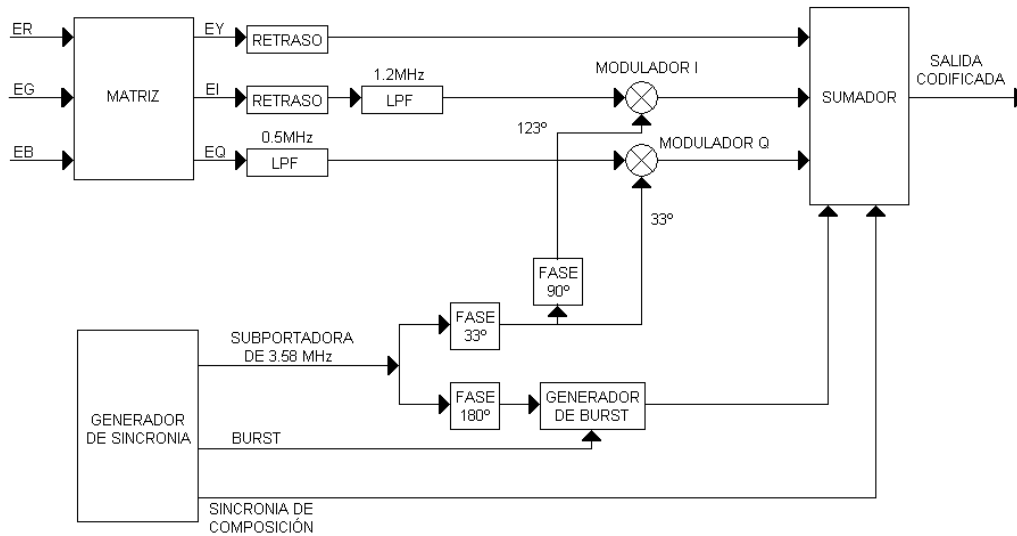 ER
EY
RETRASO
1.2MHz
MODULADOR I
SALIDA
CODIFICADA
EG
MATRIZ
EI
RETRASO
LPF
SUMADOR
123º
0.5MHz
EB
EQ
LPF
MODULADOR Q
33º
FASE
90º
SUBPORTADORA
DE 3.58 MHz
FASE
33º
FASE
180º
GENERADOR
DE BURST
GENERADOR
DE SINCRONIA
BURST
SINCRONIA DE
COMPOSICIÓN